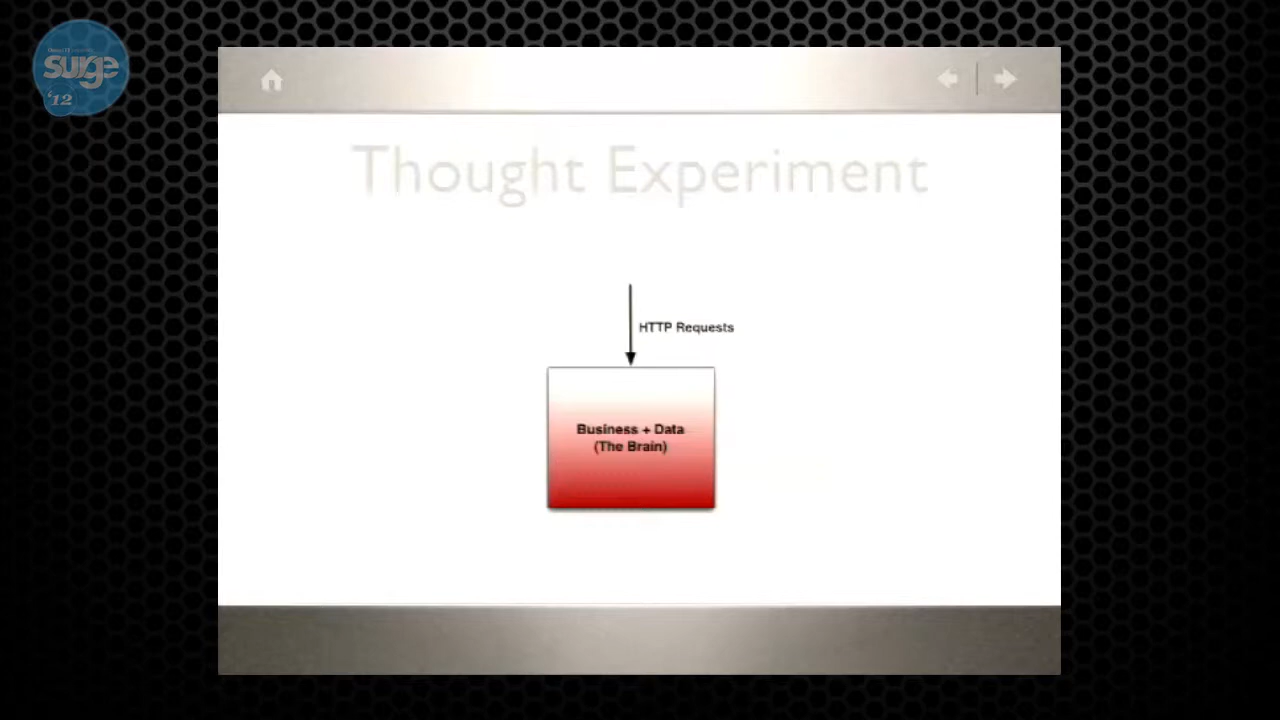 surge
'12
Thought Experiment
HTTP Requests
Business + Data
(The Brain)